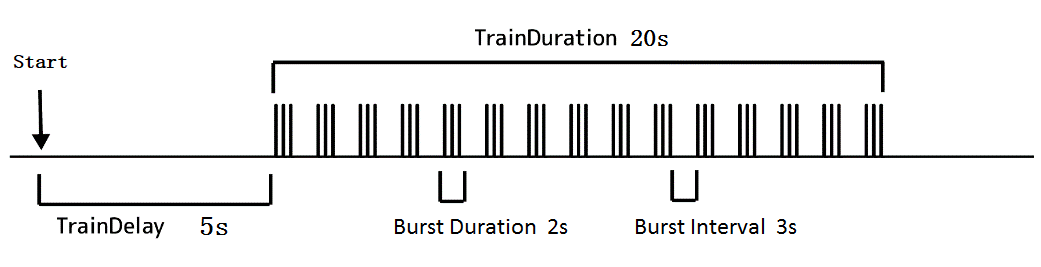 TrainDuration 20s
Start
TrainDelay 5s
Burst Duration 2s
Burst Interval 3s